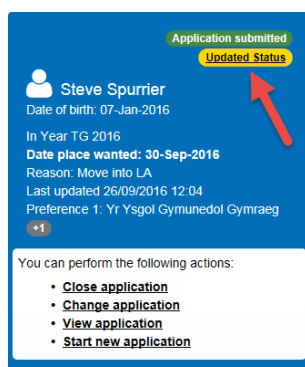 Application submitted
Updated Status
Steve Spurrier
Date of birth: 07-Jan-2016
In Year TG 2016
Date place wanted: 30-Sep-2016
Reason: Move into LA
Last updated 26/09/2016 12:04
Preference 1: Yr Ysgol Gymunedol Gymraeg
+1
You can perform the following actions:
• Close application
• Change application
• View application
• Start new application